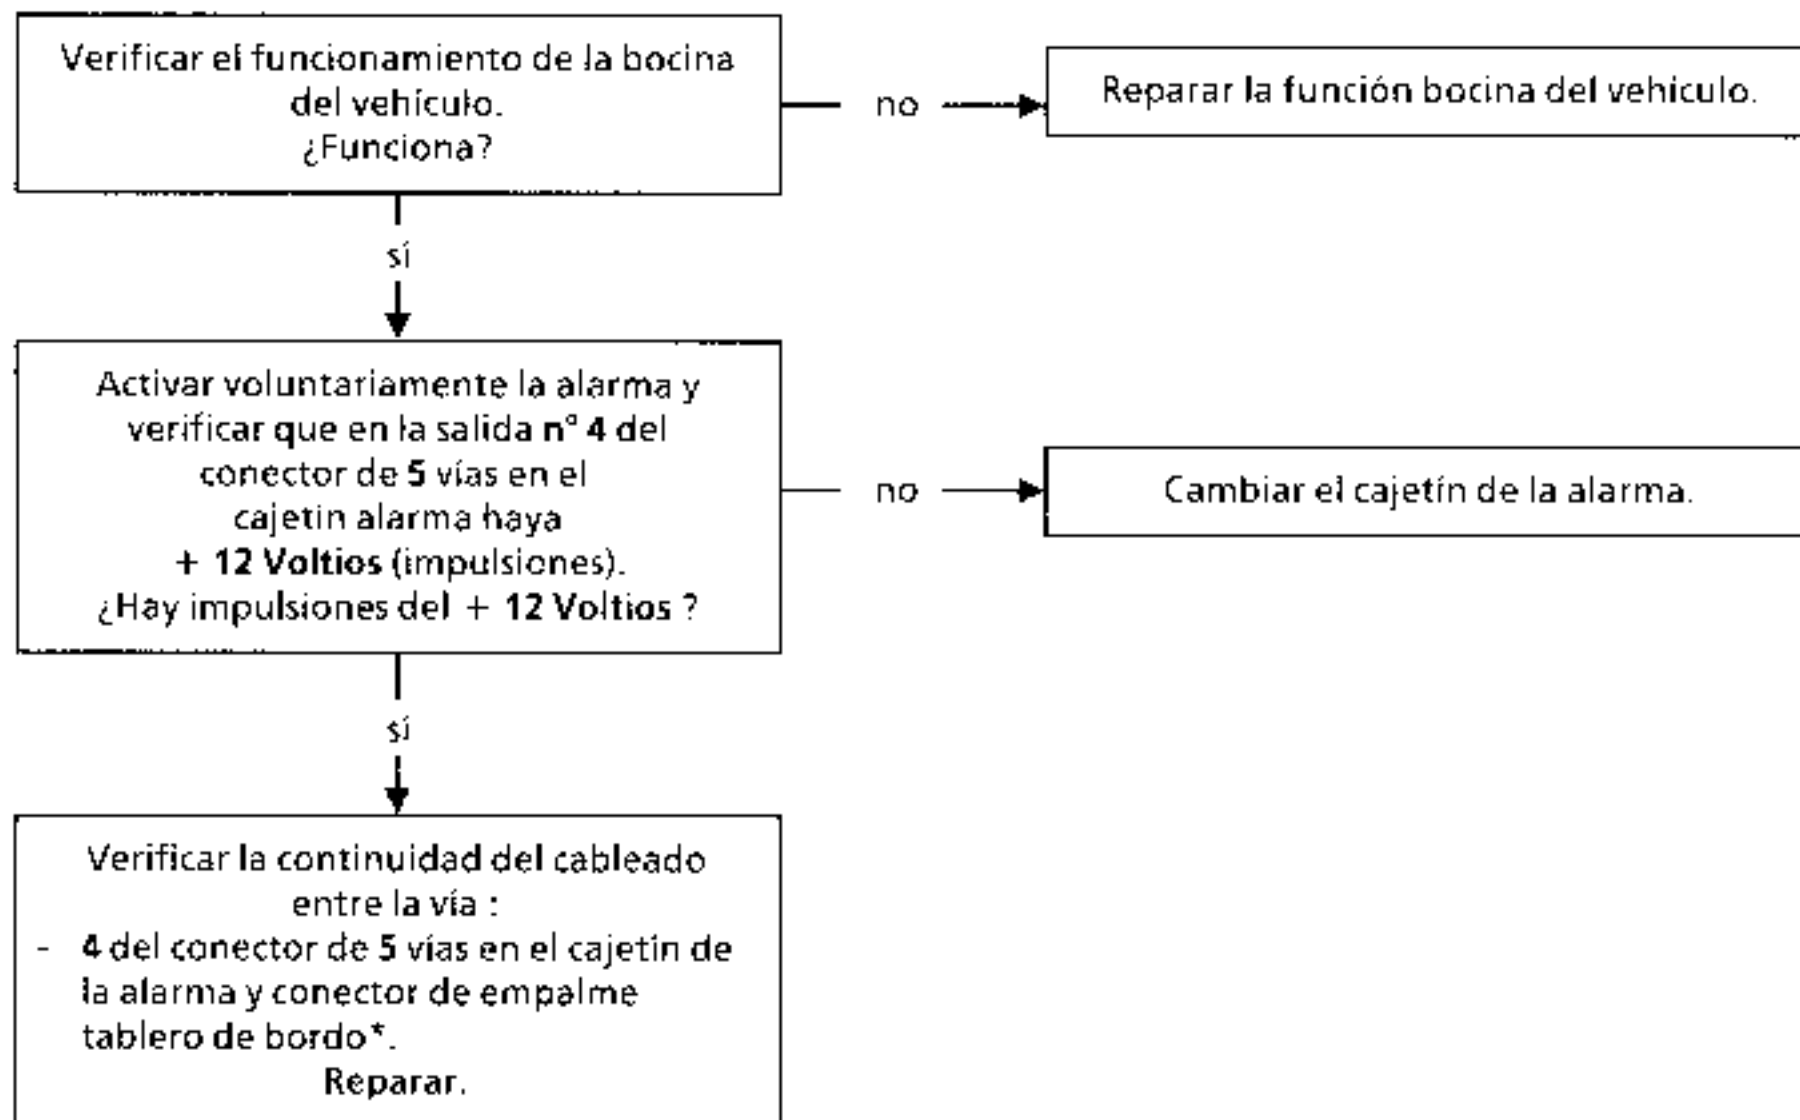 Verificar el funcionamiento de la bocina
del vehículo.
¿Funciona?
no
Reparar la función bocina del vehículo.
sí
Activar voluntariamente la alarma y
verificar que en la salida n° 4 del
conector de 5 vías en el
cajetin alarma haya
+ 12 Voltios (impulsiones).
¿Hay impulsiones del + 12 Voltios ?
no
Cambiar el cajetín de la alarma.
sí
Verificar la continuidad del cableado
entre la vía :
- 4 del conector de 5 vías en el cajetín de
la alarma y conector de empalme
tablero de bordo*.
Reparar.